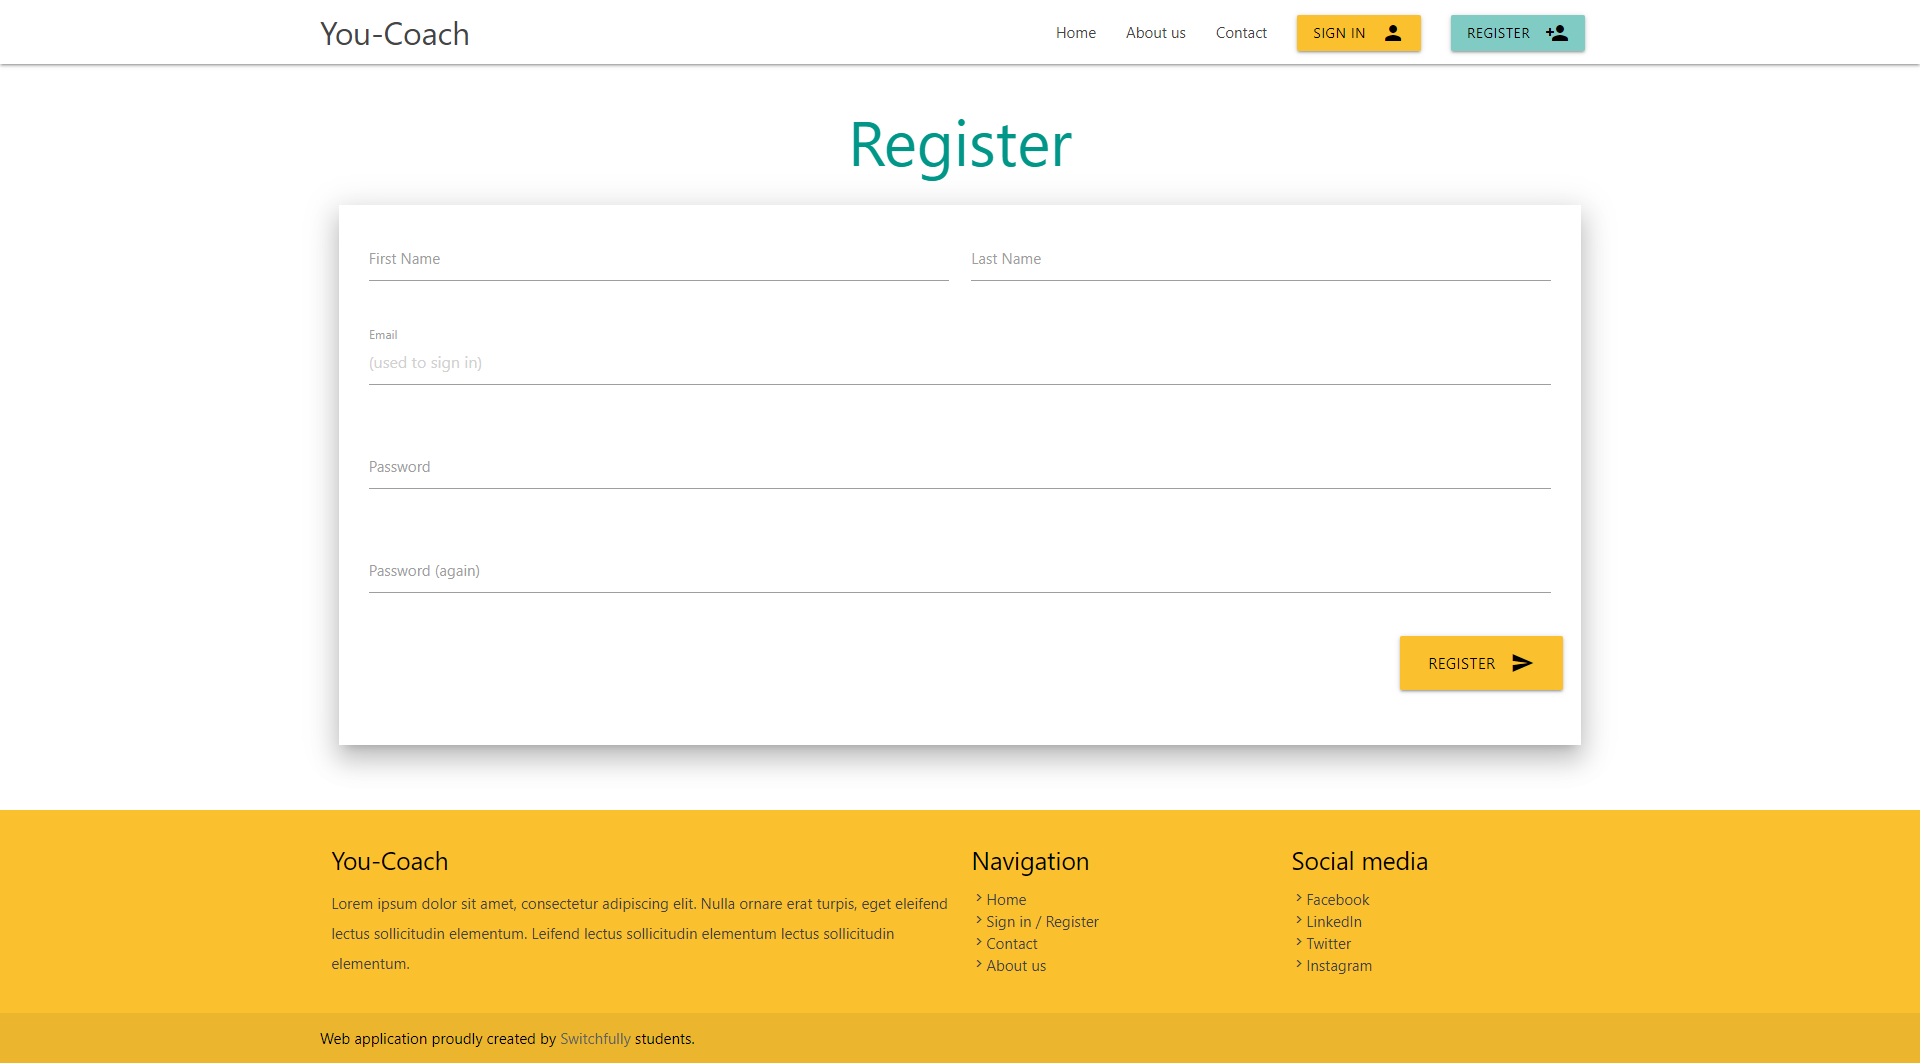 You-Coach
Home
About us
Contact
SIGN IN
REGISTER
Register
First Name
Last Name
Email
(used to sign in)
Password
Password (again)
REGISTER
You-Coach
Lorem ipsum dolor sit amet, consectetur adipiscing elit. Nulla ornare erat turpis, eget eleifend
lectus sollicitudin elementum. Leifend lectus sollicitudin elementum lectus sollicitudin
elementum.
Navigation
Home
Sign in / Register
Contact
About us
Social media
Facebook
LinkedIn
Twitter
Instagram
Web application proudly created by Switchfully students.